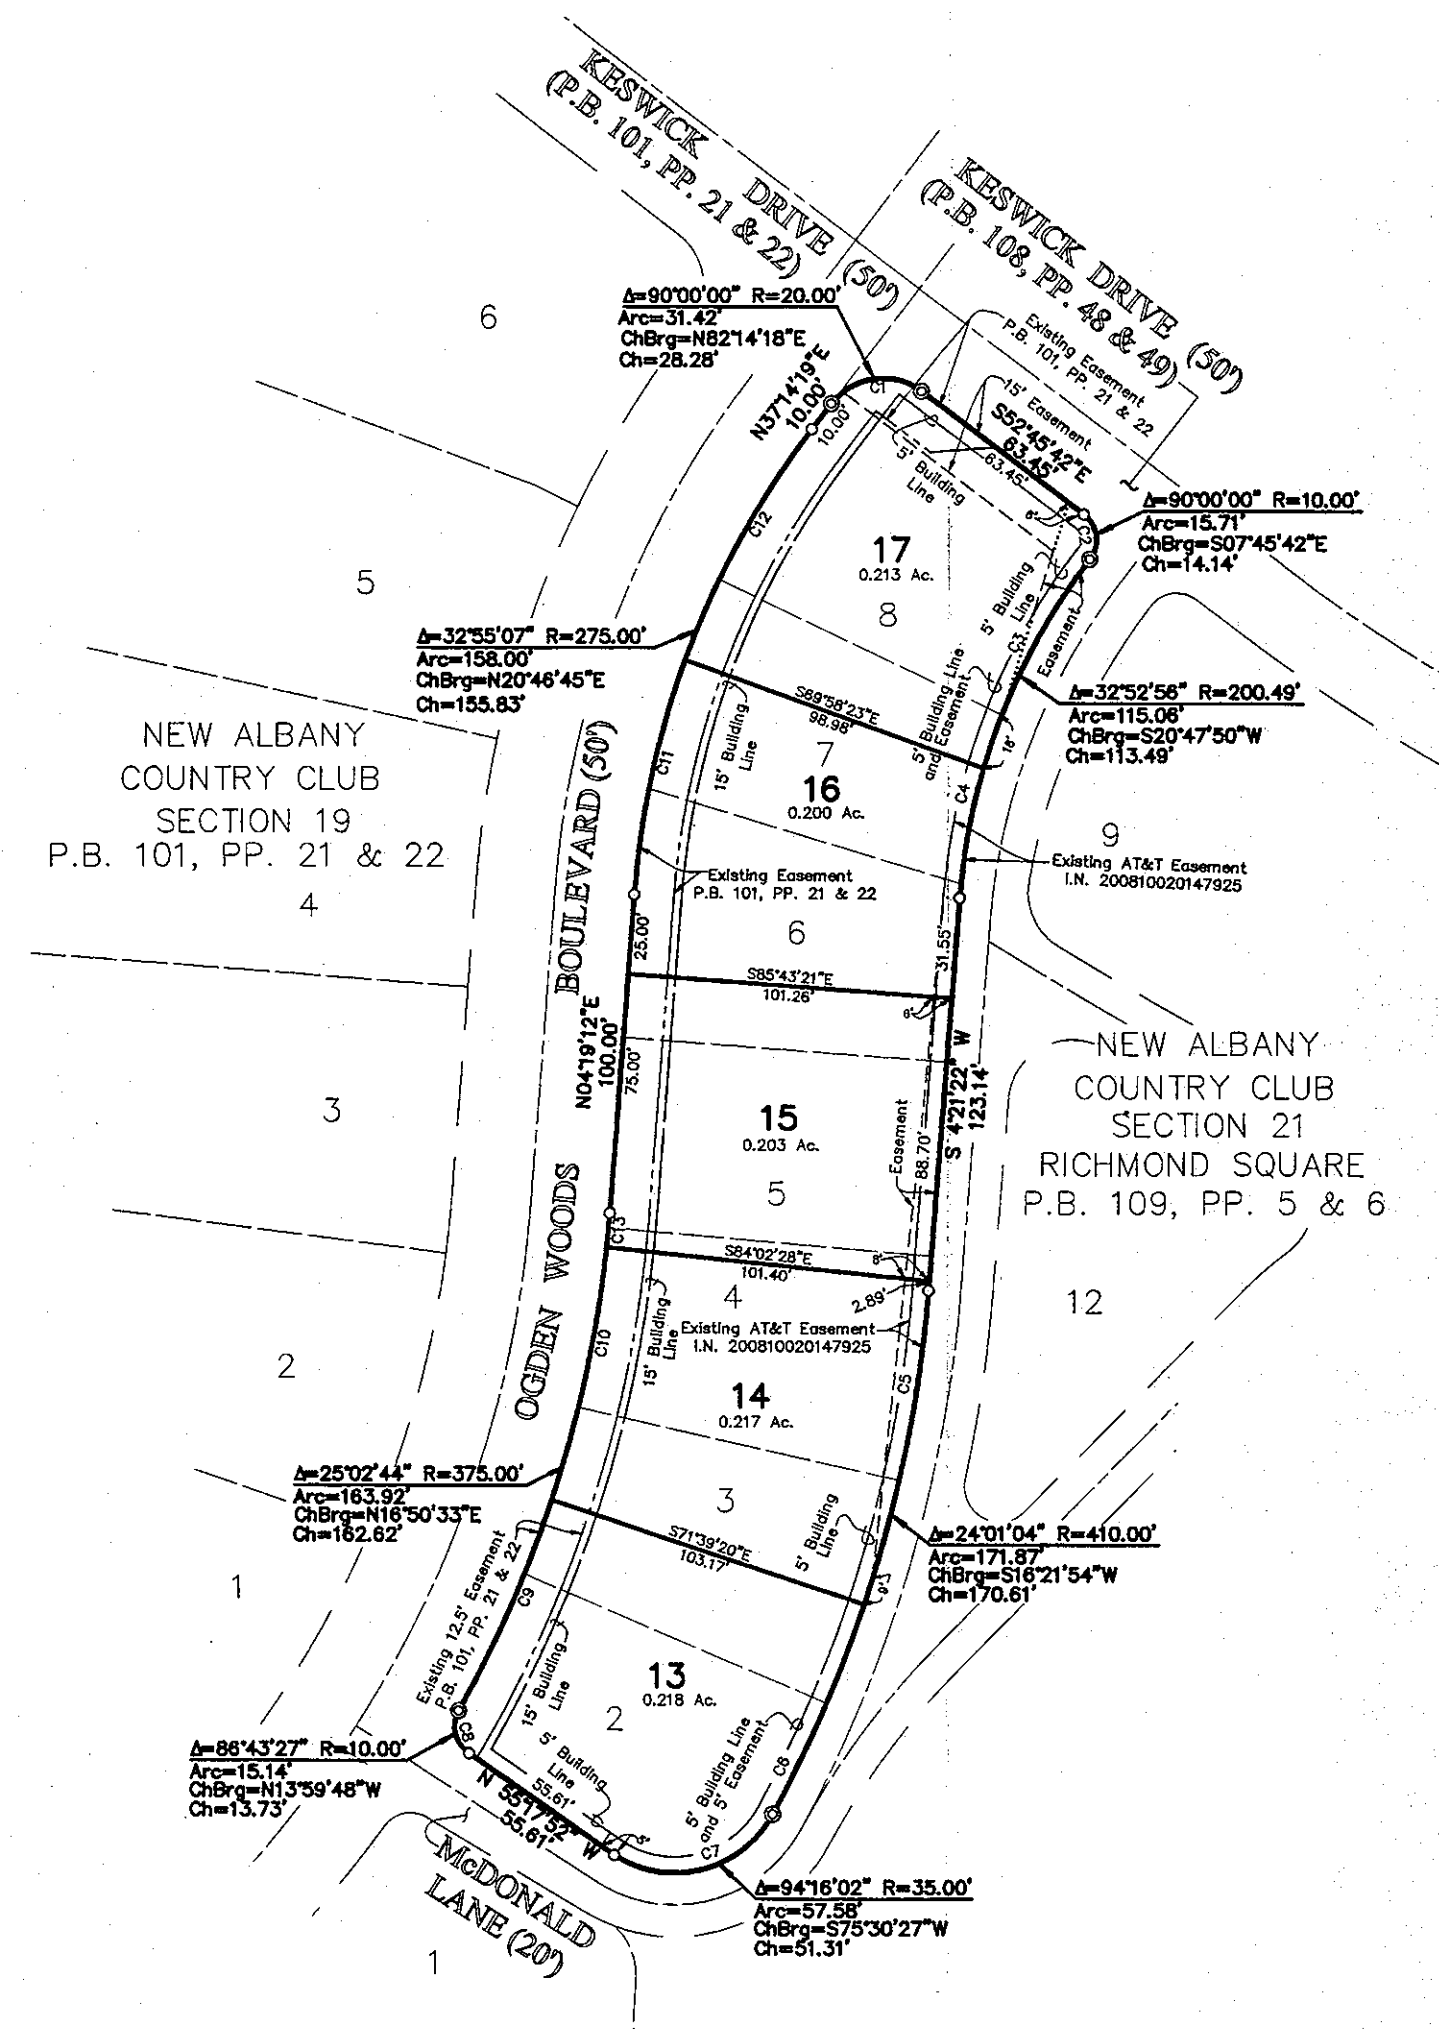 KESWICK DRIVE (50')
(P.B. 101, PP. 21 & 22)
KESWICK DRIVE (50')
(P.B. 108, PP. 48 & 49)
Δ=90°00'00" R=20.00'
Arc=31.42'
ChBrg=N82°14'18"E
Ch=28.28'
6
N37°14'19"E
10.00'
10.00'
C1
Existing Easement
P.B. 101, PP. 21 & 22
15' Easement
S52°45'42"E
63.45'
63.45'
5' Building
Line
6'
C2
Δ=90°00'00" R=10.00'
Arc=15.71'
ChBrg=S07°45'42"E
Ch=14.14'
C12
17
0.213 Ac.
8
5' Building
Line
C3
Easement
5
Δ=32°55'07" R=275.00'
Arc=158.00'
ChBrg=N20°46'45"E
Ch=155.83'
5' Building Line
and Easement
Δ=32°52'56" R=200.49'
Arc=115.06'
ChBrg=S20°47'50"W
Ch=113.49'
S69°58'23"E
98.98'
18'
15' Building
Line
7
16
0.200 Ac.
C11
C4
NEW ALBANY
COUNTRY CLUB
SECTION 19
P.B. 101, PP. 21 & 22
4
9
Existing AT&T Easement
I.N. 200810020147925
Existing Easement
P.B. 101, PP. 21 & 22
OGDEN WOODS BOULEVARD (50')
25.00'
6
31.55'
S85°43'21"E
101.26'
6'
N04°19'12"E
100.00'
75.00'
3
15
0.203 Ac.
5
Easement
88.70'
S 4°21'22" W
123.14'
NEW ALBANY
COUNTRY CLUB
SECTION 21
RICHMOND SQUARE
P.B. 109, PP. 5 & 6
C13
S84°02'28"E
101.40'
8'
2.89'
4
12
15' Building
Line
Existing AT&T Easement
I.N. 200810020147925
C10
C5
2
14
0.217 Ac.
Δ=25°02'44" R=375.00'
Arc=163.92'
ChBrg=N16°50'33"E
Ch=162.62'
3
5' Building
Line
S71°39'20"E
103.17'
9'
Δ=24°01'04" R=410.00'
Arc=171.87'
ChBrg=S16°21'54"W
Ch=170.61'
1
Existing 12.5' Easement
P.B. 101, PP. 21 & 22
C9
15' Building
Line
13
0.218 Ac.
2
C8
5' Building
Line
55.61'
N 55°17'52" W
55.61'
5'
5' Building Line
and 5' Easement
C6
C7
Δ=86°43'27" R=10.00'
Arc=15.14'
ChBrg=N13°59'48"W
Ch=13.73'
McDONALD
LANE (20')
1
Δ=94°16'02" R=35.00'
Arc=57.58'
ChBrg=S75°30'27"W
Ch=51.31'